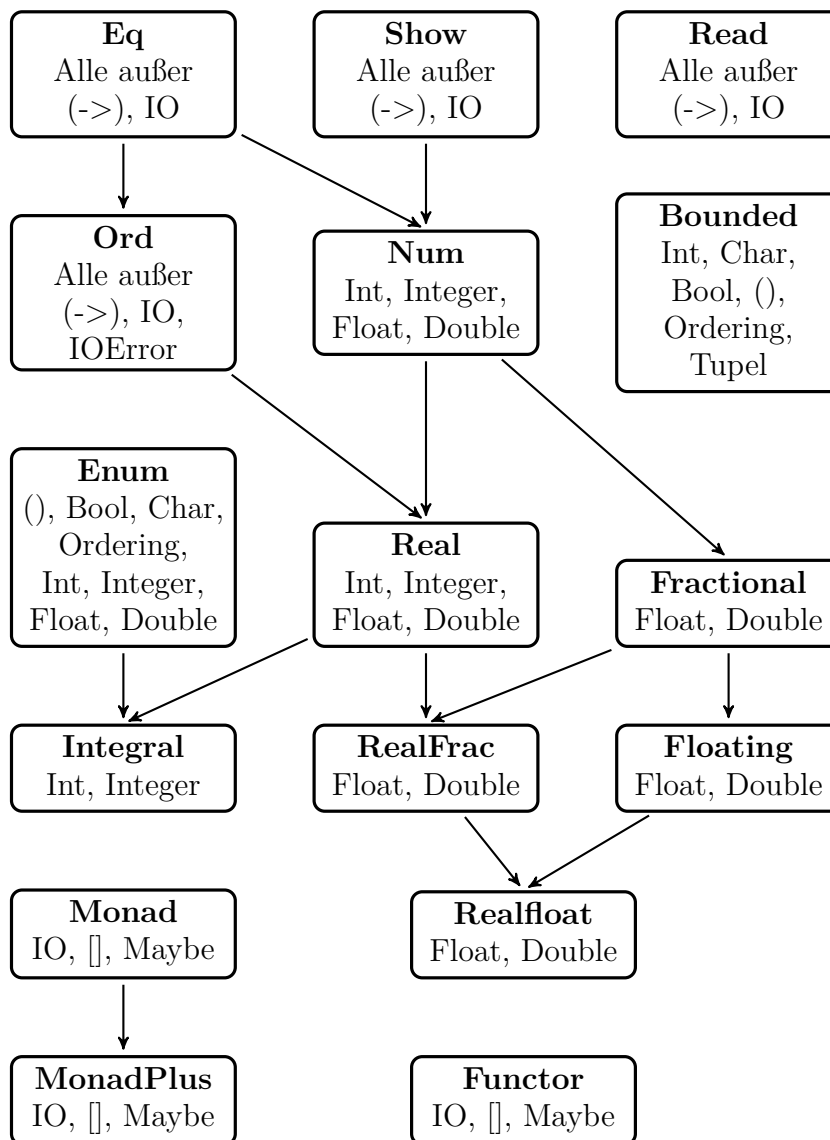 Eq
Alle außer
(->), IO
Show
Alle außer
(->), IO
Read
Alle außer
(->), IO
Ord
Alle außer
(->), IO,
IOError
Num
Int, Integer,
Float, Double
Bounded
Int, Char,
Bool, (),
Ordering,
Tupel
Enum
(), Bool, Char,
Ordering,
Int, Integer,
Float, Double
Real
Int, Integer,
Float, Double
Fractional
Float, Double
Integral
Int, Integer
RealFrac
Float, Double
Floating
Float, Double
Monad
IO, [], Maybe
Realfloat
Float, Double
MonadPlus
IO, [], Maybe
Functor
IO, [], Maybe